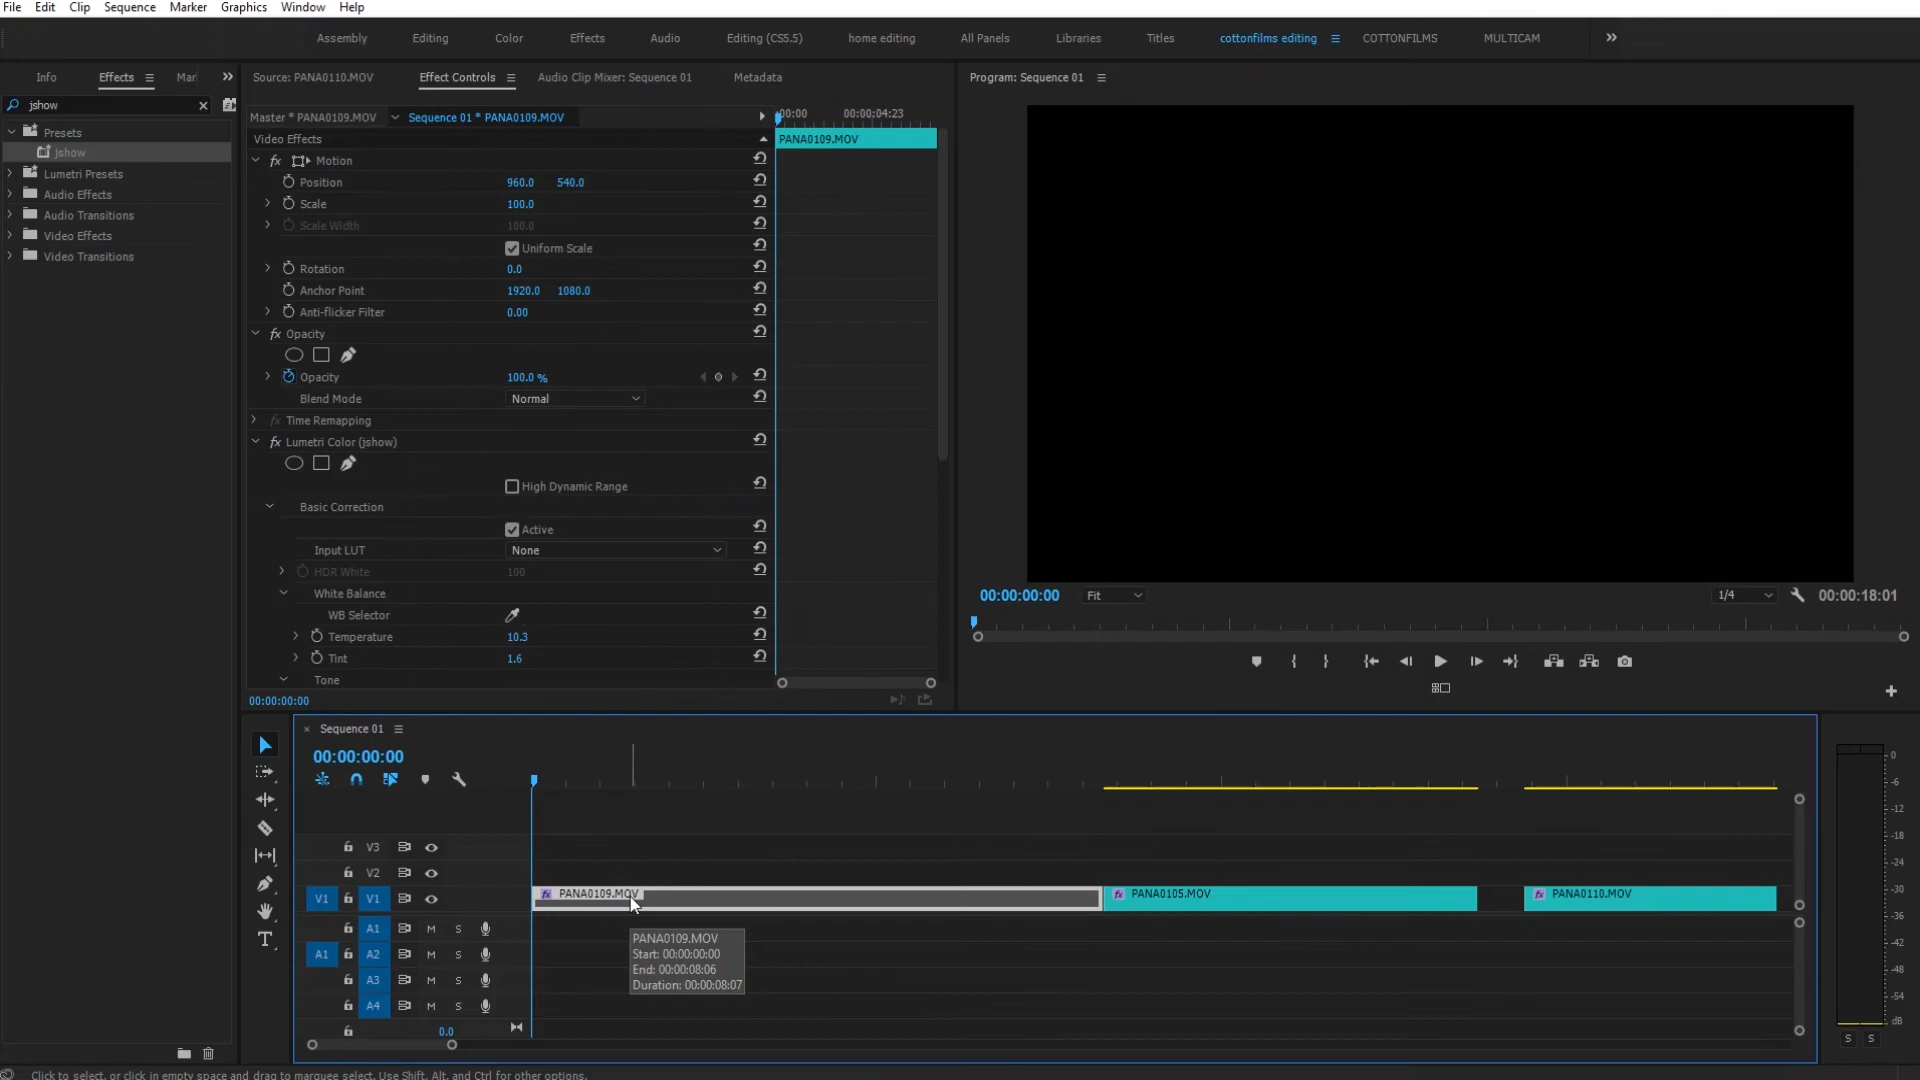 File Edit Clip Sequence Marker Graphics Window Help
Assembly Editing Color Effects Audio Editing (CS5.5) home editing All Panels Libraries Titles cottonfilms editing COTTONFILMS MULTICAM
Info Effects Mar
jshow
Presets
jshow
Lumetri Presets
Audio Effects
Audio Transitions
Video Effects
Video Transitions
Source: PANA0110.MOV Effect Controls Audio Clip Mixer: Sequence 01 Metadata
Master * PANA0109.MOV Sequence 01 * PANA0109.MOV
:00:00 00:00:04:23
Video Effects PANA0109.MOV
fx Motion
Position 960.0 540.0
Scale 100.0
Scale Width 100.0
Uniform Scale
Rotation 0.0
Anchor Point 1920.0 1080.0
Anti-flicker Filter 0.00
fx Opacity
Opacity 100.0 %
Blend Mode Normal
fx Time Remapping
fx Lumetri Color (jshow)
High Dynamic Range
Basic Correction
Active
Input LUT None
HDR White 100
White Balance
WB Selector
Temperature 10.3
Tint 1.6
Tone
00:00:00:00
Program: Sequence 01
00:00:00:00 Fit 1/4 00:00:18:01
Sequence 01
00:00:00:00
V3
V2
V1 V1 fx PANA0109.MOV fx PANA0105.MOV fx PANA0110.MOV
A1 M S
A1 A2 M S
A3 M S
A4 M S
0.0
PANA0109.MOV
Start: 00:00:00:00
End: 00:00:08:06
Duration: 00:00:08:07
0
-6
-12
-18
-24
-30
-36
-42
-48
-54
dB
S S
Click to select, or click in empty space and drag to marquee select. Use Shift, Alt, and Ctrl for other options.